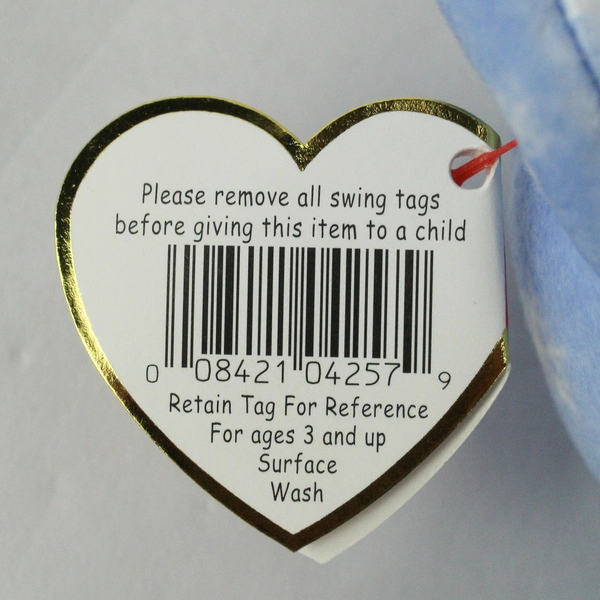 Please remove all swing tags
before giving this item to a child
0 08421 04257 9
Retain Tag For Reference
For ages 3 and up
Surface
Wash